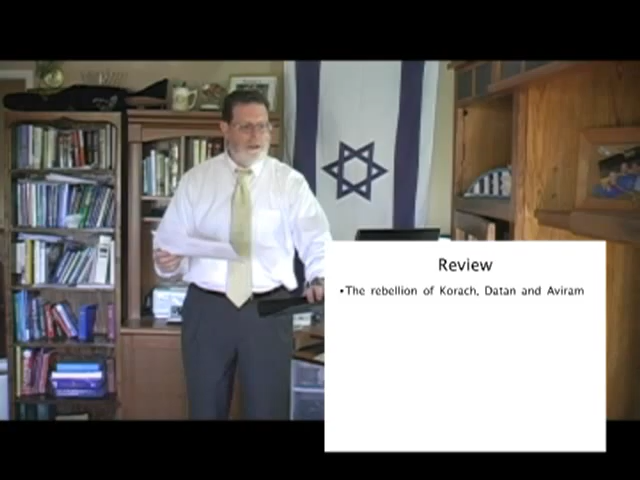 Review
•The rebellion of Korach, Datan and Aviram